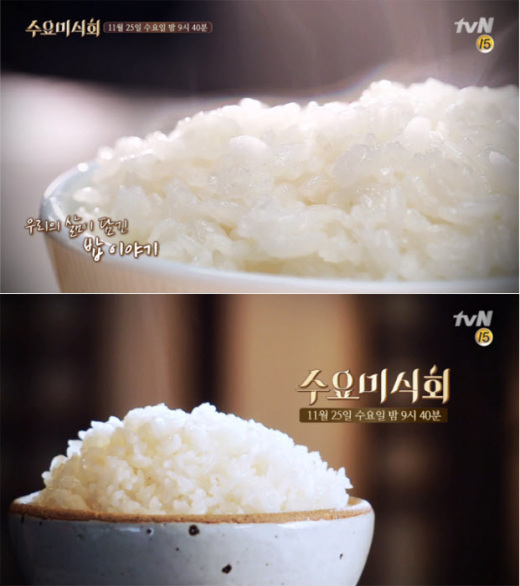 수요미식회 11월 25일 수요일 밤 9시 40분
tvN
15
우리의 삶이 담긴
밥 이야기
tvN
15
수요미식회
11월 25일 수요일 밤 9시 40분